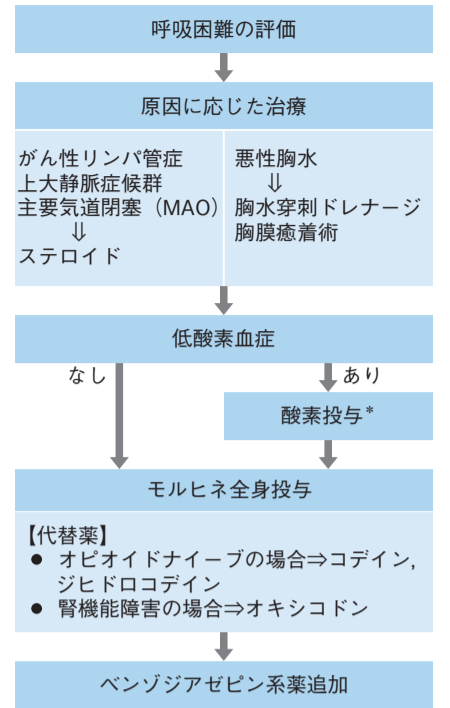 呼吸困難の評価
原因に応じた治療
がん性リンパ管症
上大静脈症候群
主要気道閉塞（MAO）
⇓
ステロイド
悪性胸水
⇓
胸水穿刺ドレナージ
胸膜癒着術
低酸素血症
なし
あり
酸素投与*
モルヒネ全身投与
【代替薬】
● オピオイドナイーブの場合⇒コデイン，
ジヒドロコデイン
● 腎機能障害の場合⇒オキシコドン
ベンゾジアゼピン系薬追加